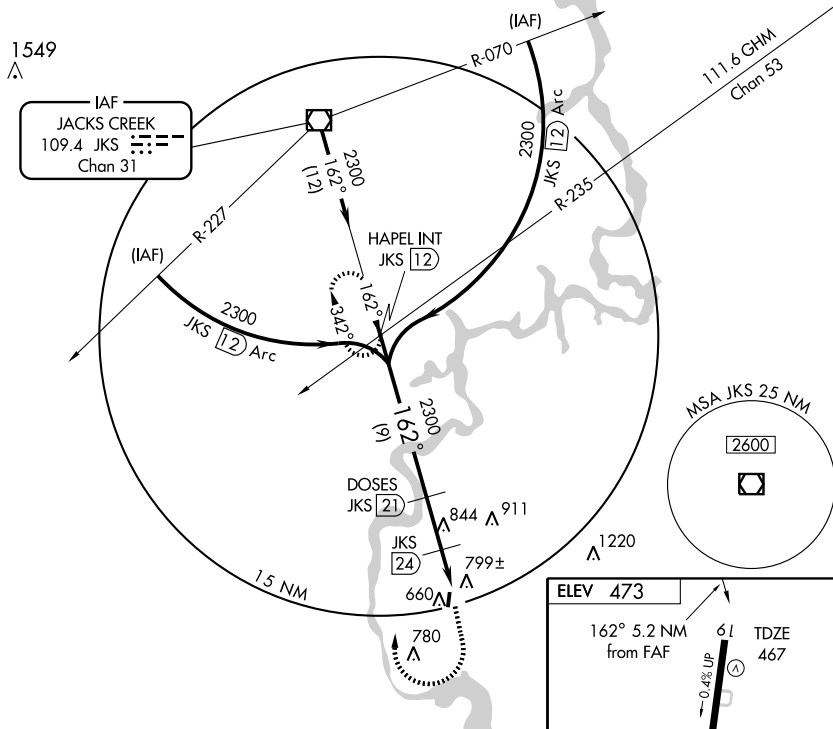 1549
IAF
JACKS CREEK
109.4 JKS
Chan 31
(IAF)
R-070
111.6 GHM
Chan 53
2300
162°
(12)
2300
JKS 12 Arc
R-235
R-227
(IAF)
HAPEL INT
JKS 12
2300
JKS 12 Arc
162°
342°
2300
162°
(9)
MSA JKS 25 NM
2600
DOSES
JKS 21
844
911
JKS
24
799±
1220
660
15 NM
780
ELEV 473
162° 5.2 NM
from FAF
19
TDZE
467
0.4% UP
V